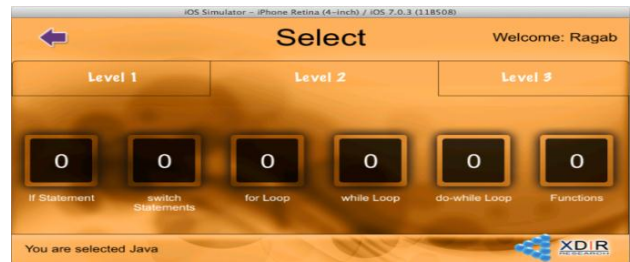 iOS Simulator - iPhone Retina (4-inch) / iOS 7.0.3 (11B508)
Select
Welcome: Ragab
Level 1 Level 2 Level 3
0 0 0 0 0 0
If Statement switch Statements for Loop while Loop do-while Loop Functions
You are selected Java
XDIR
RESEARCH